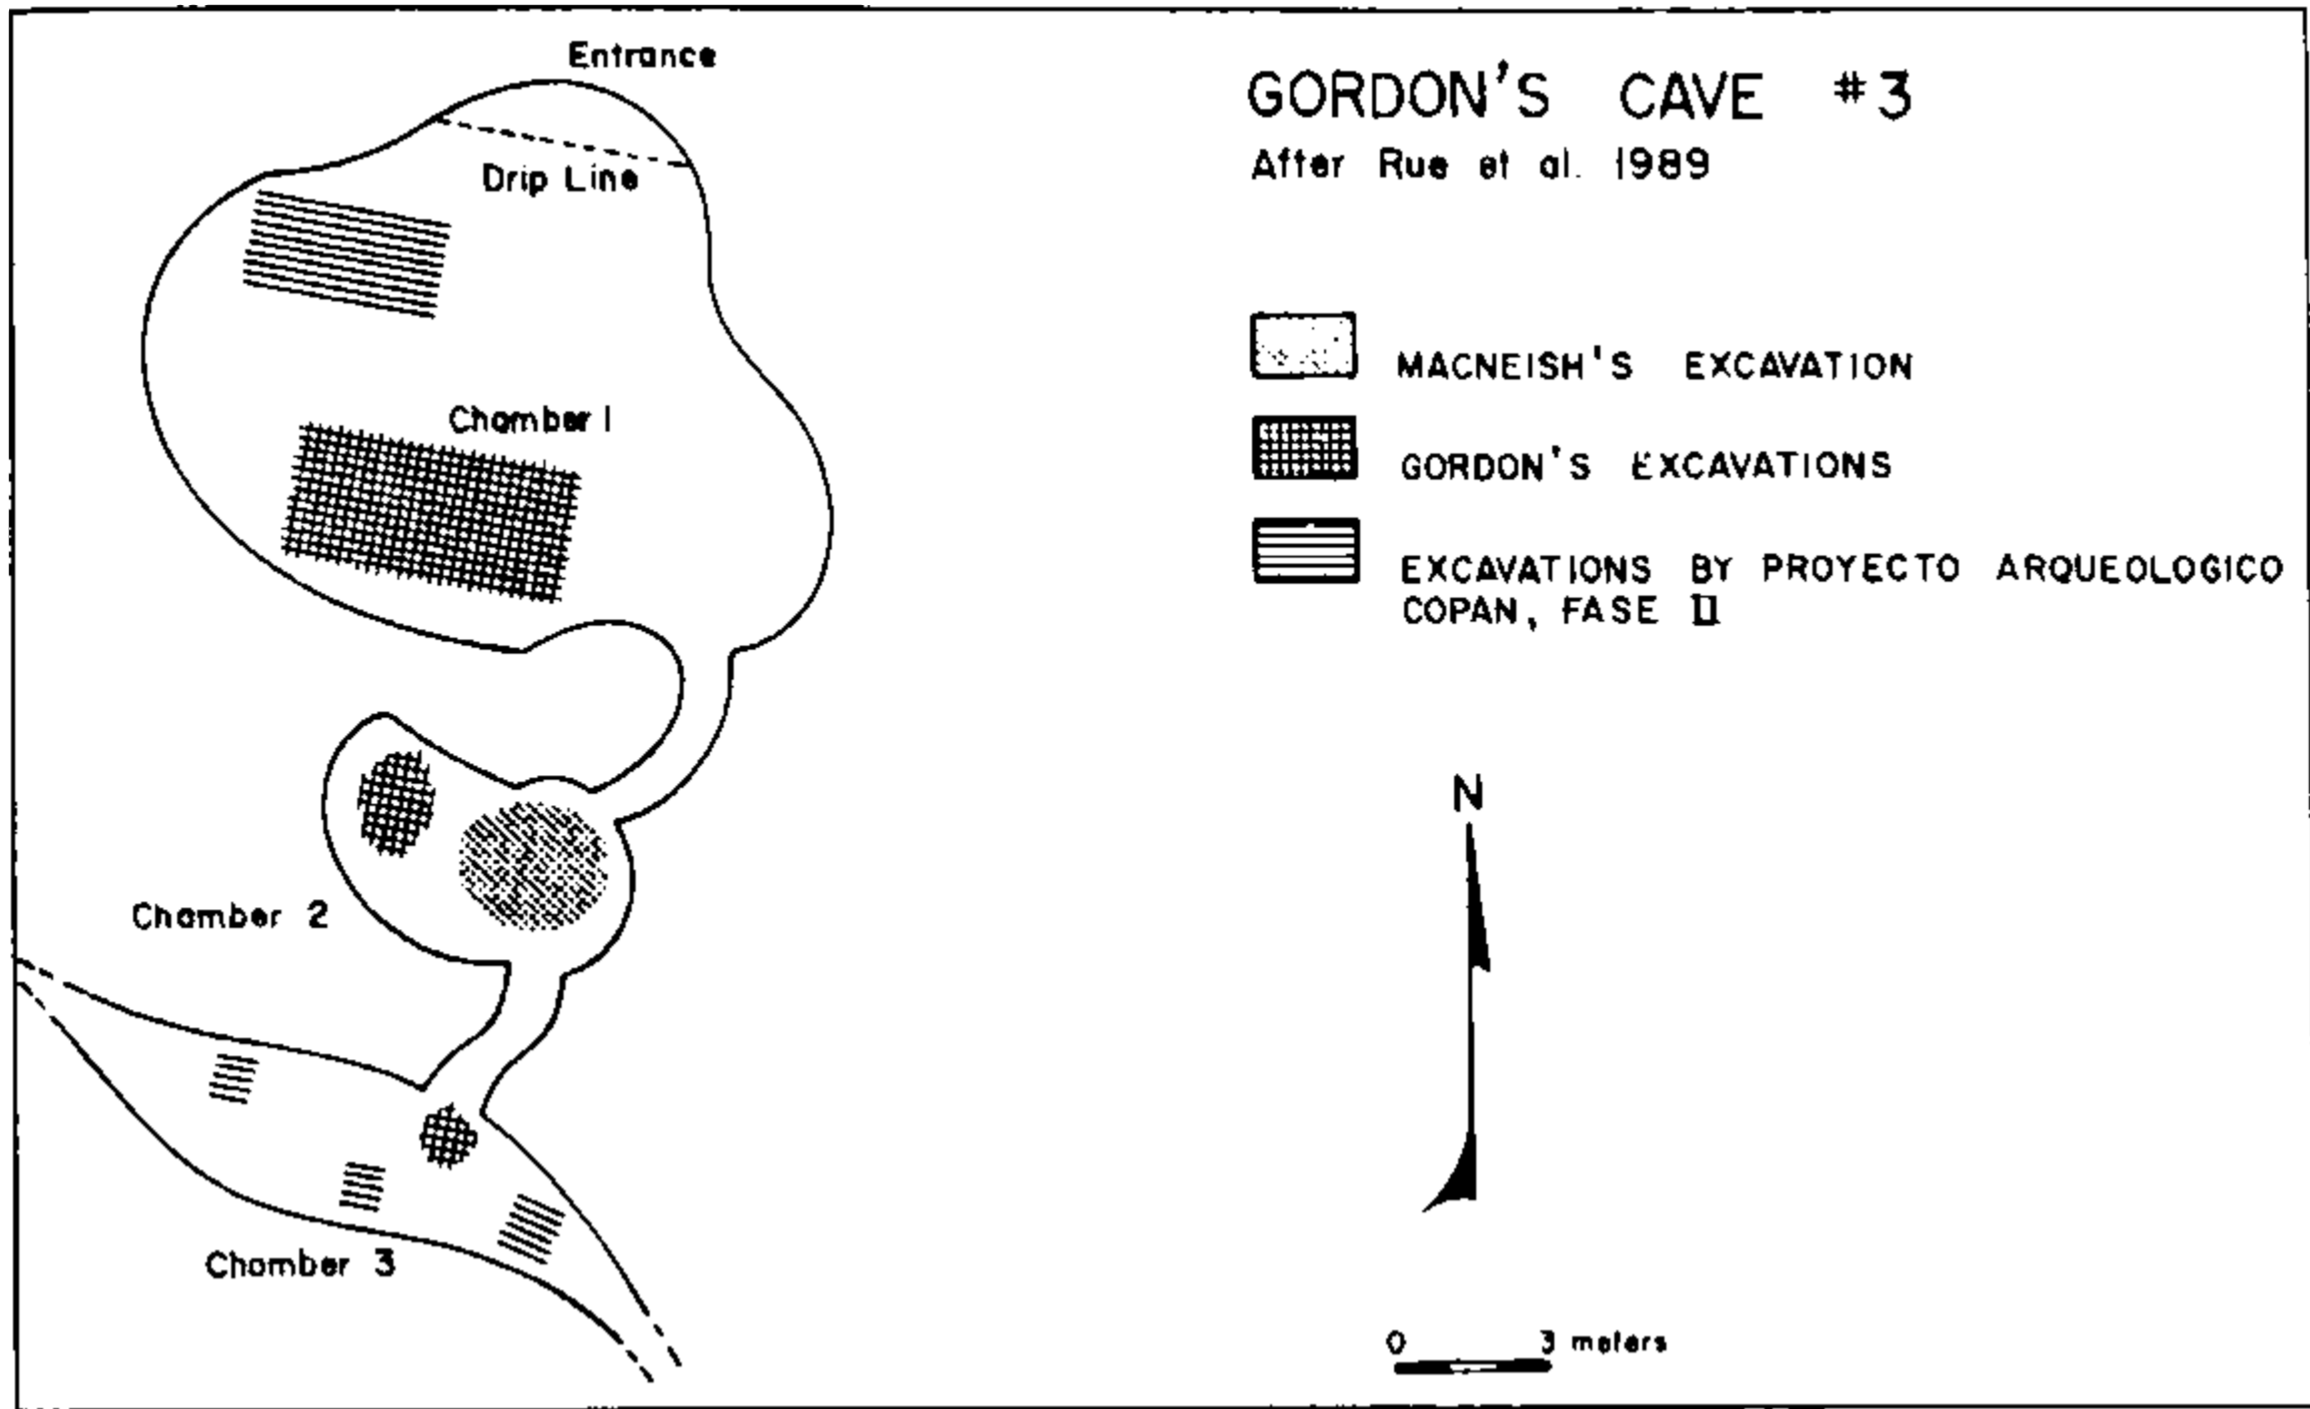 Entrance
Drip Line
Chamber 1
Chamber 2
Chamber 3
GORDON'S CAVE #3
After Rue et al. 1989
MACNEISH'S EXCAVATION
GORDON'S EXCAVATIONS
EXCAVATIONS BY PROYECTO ARQUEOLOGICO
COPAN, FASE II
N
0 3 meters